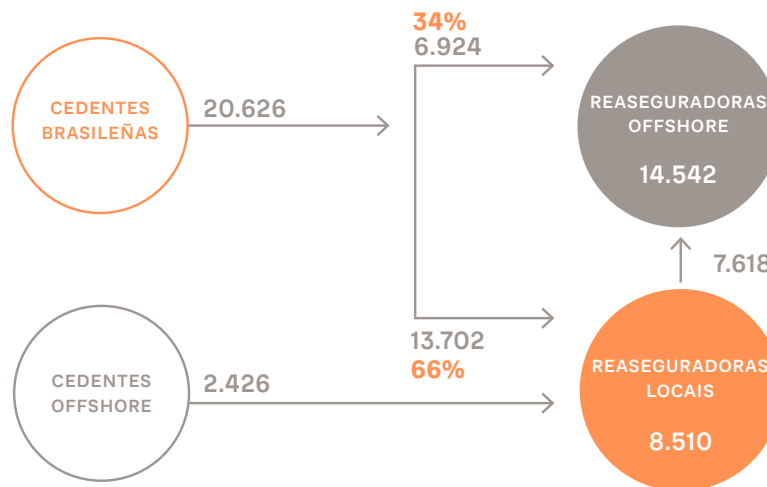 34%
6.924
CEDENTES
BRASILEÑAS
20.626
REASEGURADORAS
OFFSHORE
14.542
7.618
13.702
66%
CEDENTES
OFFSHORE
2.426
REASEGURADORAS
LOCAIS
8.510